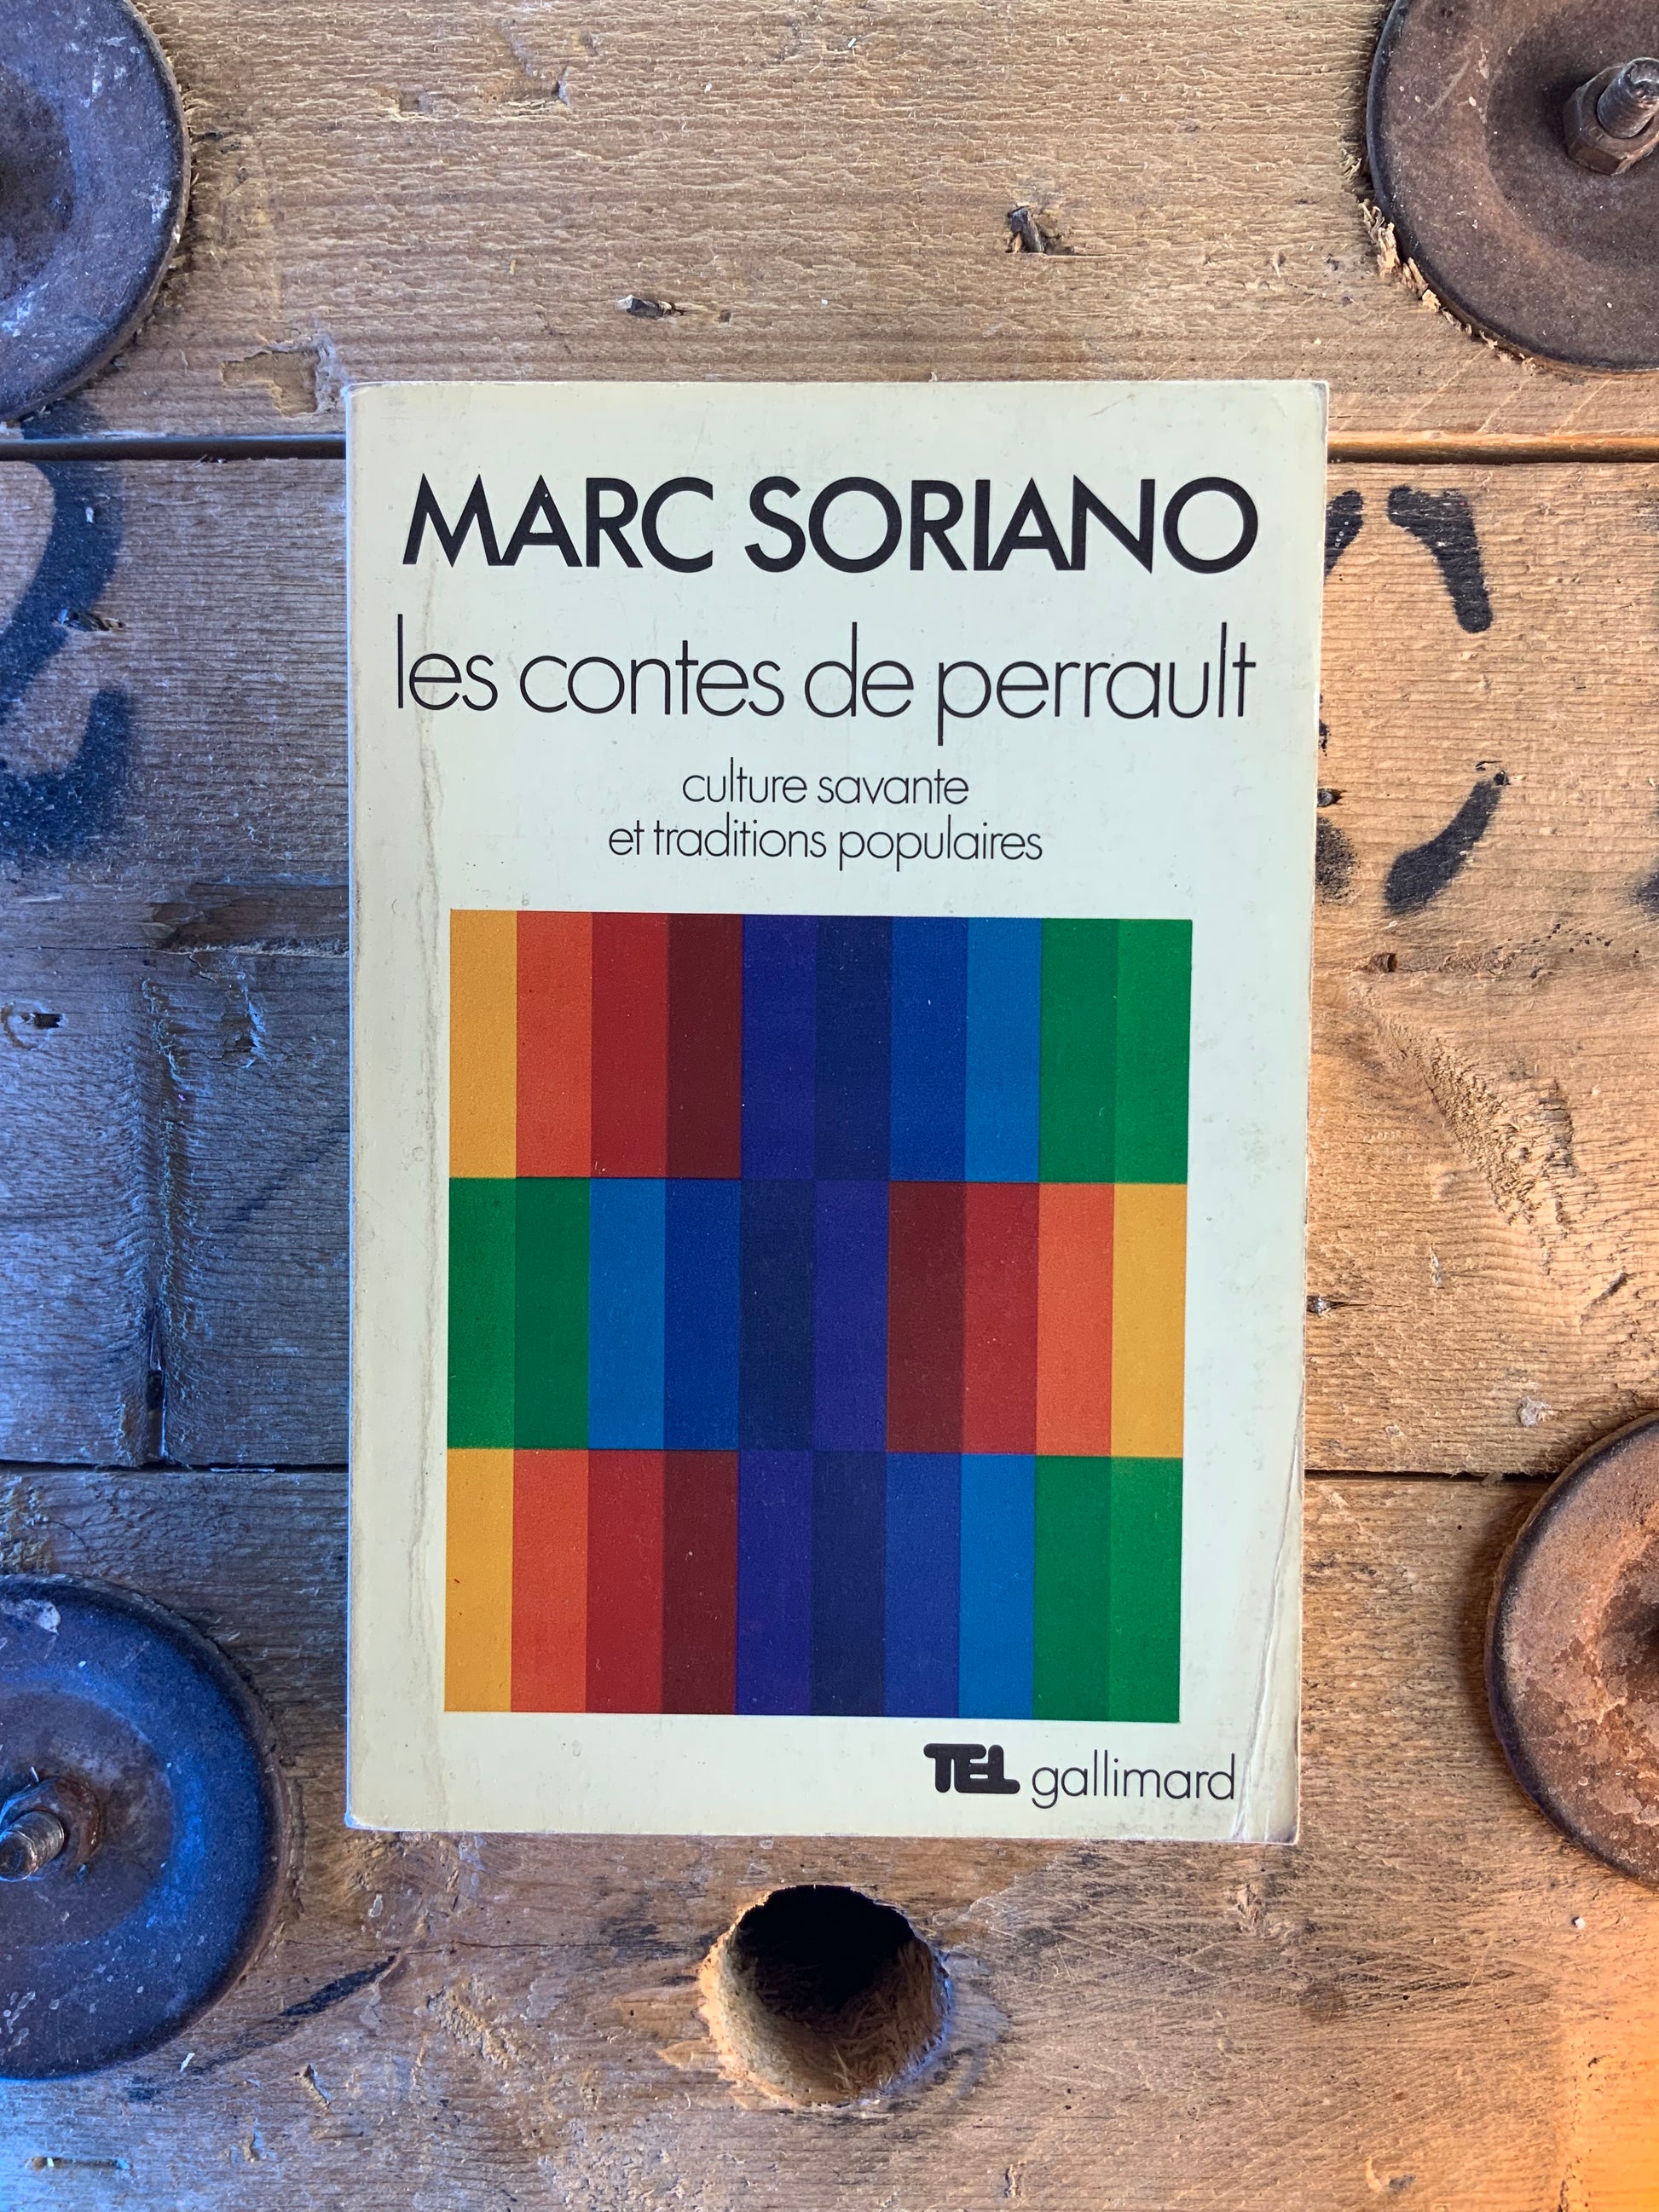 MARC SORIANO
les contes de perrault
culture savante
et traditions populaires
TEL gallimard